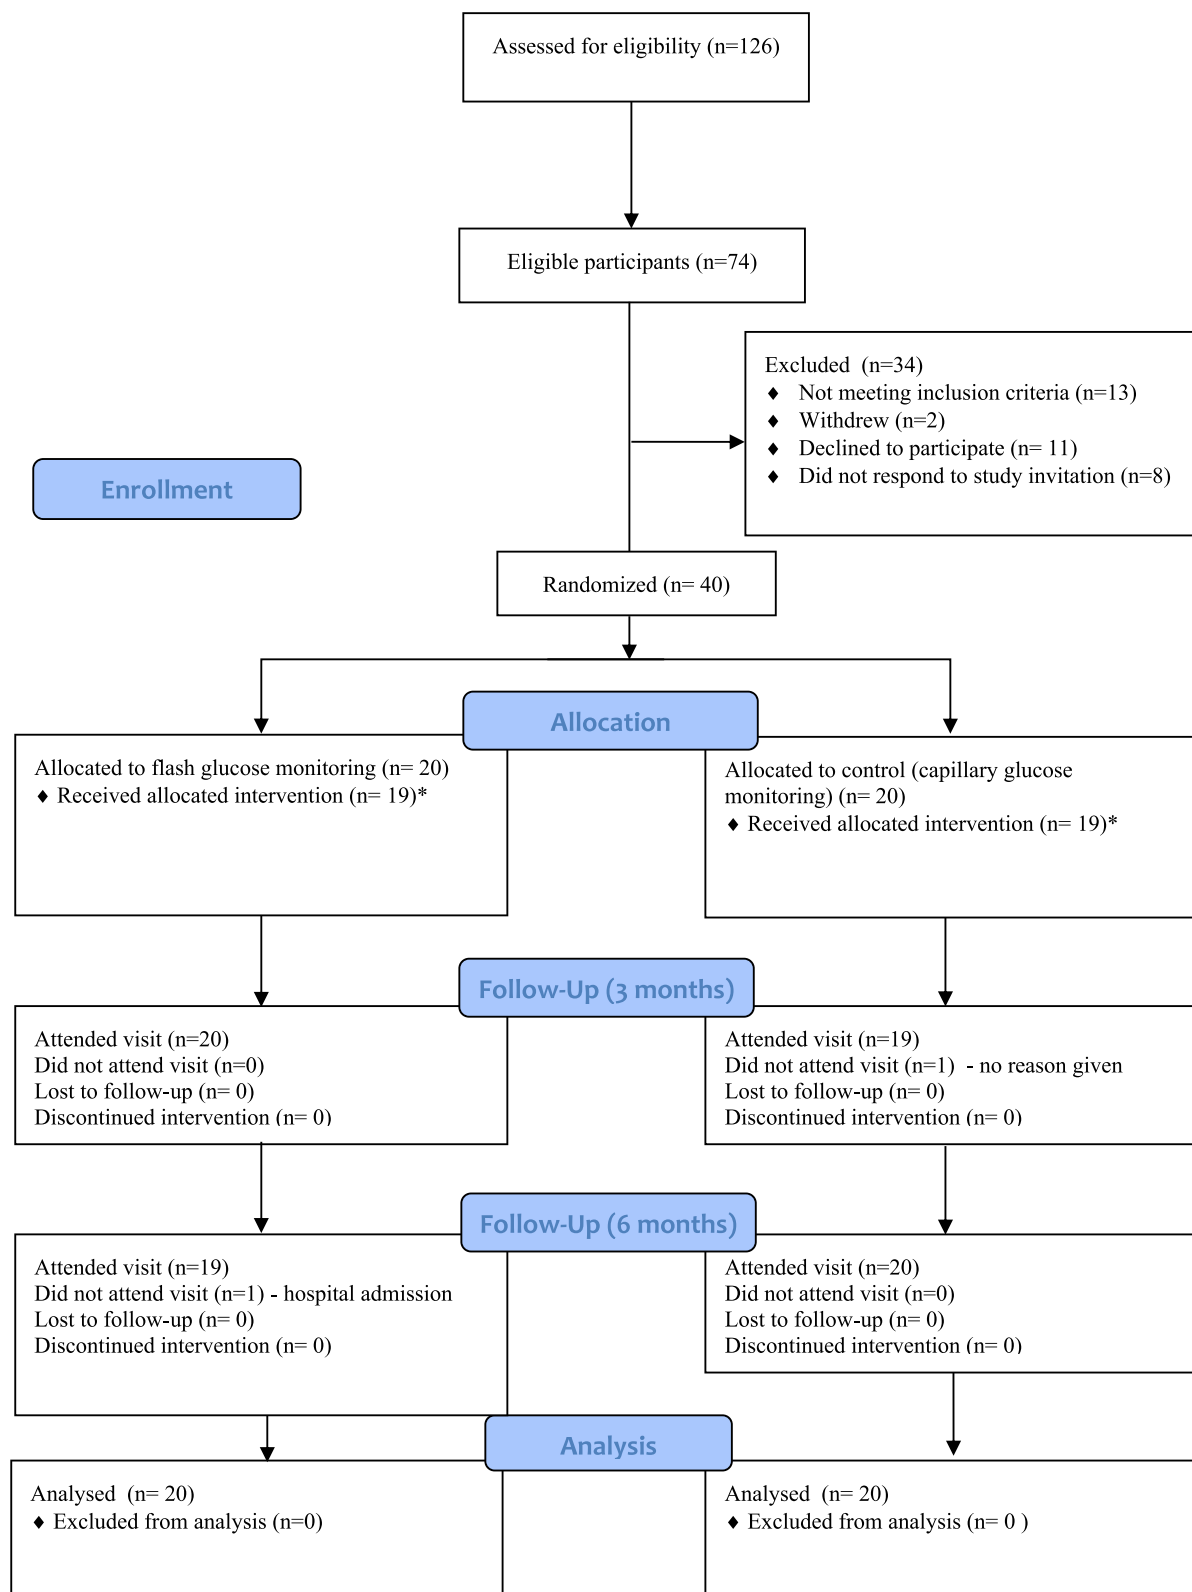 Assessed for eligibility (n=126)
Eligible participants (n=74)
Excluded  (n=34)
♦ Not meeting inclusion criteria (n=13)
♦ Withdrew (n=2)
♦ Declined to participate (n= 11)
♦ Did not respond to study invitation (n=8)
Enrollment
Randomized (n= 40)
Allocation
Allocated to flash glucose monitoring (n= 20)
♦ Received allocated intervention (n= 19)*
Allocated to control (capillary glucose
monitoring) (n= 20)
♦ Received allocated intervention (n= 19)*
Follow-Up (3 months)
Attended visit (n=20)
Did not attend visit (n=0)
Lost to follow-up (n= 0)
Discontinued intervention (n= 0)
Attended visit (n=19)
Did not attend visit (n=1)  - no reason given
Lost to follow-up (n= 0)
Discontinued intervention (n= 0)
Follow-Up (6 months)
Attended visit (n=19)
Did not attend visit (n=1) - hospital admission
Lost to follow-up (n= 0)
Discontinued intervention (n= 0)
Attended visit (n=20)
Did not attend visit (n=0)
Lost to follow-up (n= 0)
Discontinued intervention (n= 0)
Analysis
Analysed  (n= 20)
♦ Excluded from analysis (n=0)
Analysed  (n= 20)
♦ Excluded from analysis (n= 0 )